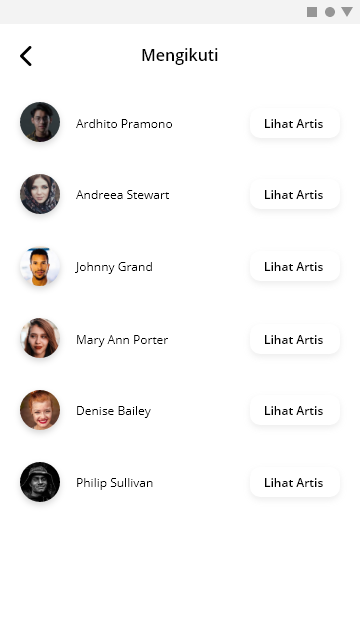 Mengikuti
Ardhito Pramono
Lihat Artis
Andreea Stewart
Lihat Artis
Johnny Grand
Lihat Artis
Mary Ann Porter
Lihat Artis
Denise Bailey
Lihat Artis
Philip Sullivan
Lihat Artis